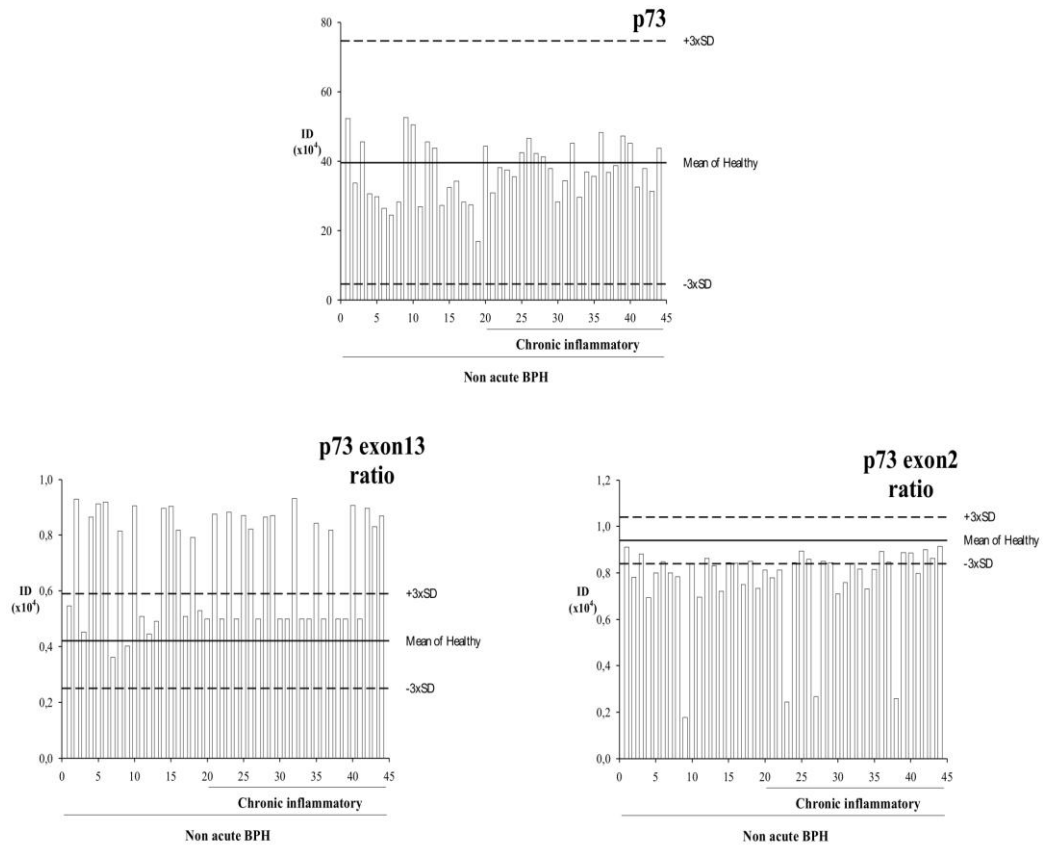 p73
80
+3xSD
60
ID
(x10⁴)
40
Mean of Healthy
20
-3xSD
0
0 5 10 15 20 25 30 35 40 45
Chronic inflammatory
Non acute BPH
p73 exon13
ratio
1,0
0,8
+3xSD
0,6
ID
(x10⁴)
Mean of Healthy
0,4
-3xSD
0,2
0,0
0 5 10 15 20 25 30 35 40 45
Chronic inflammatory
Non acute BPH
p73 exon2
ratio
1,2
+3xSD
1,0
Mean of Healthy
-3xSD
0,8
ID
(x10⁴)
0,6
0,4
0,2
0,0
0 5 10 15 20 25 30 35 40 45
Chronic inflammatory
Non acute BPH